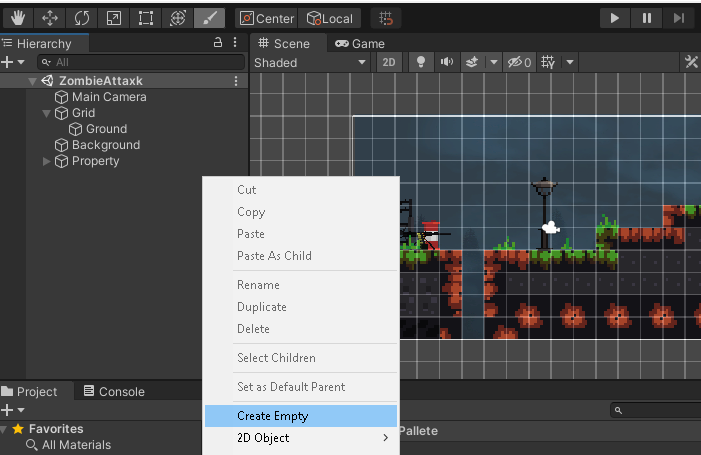 Center Local
Hierarchy
Scene Game
All
Shaded 2D 0
ZombieAttaxk
Main Camera
Grid
Ground
Background
Property
Cut
Copy
Paste
Paste As Child
Rename
Duplicate
Delete
Select Children
Set as Default Parent
Create Empty
2D Object
Project Console
Favorites
All Materials
Pallete